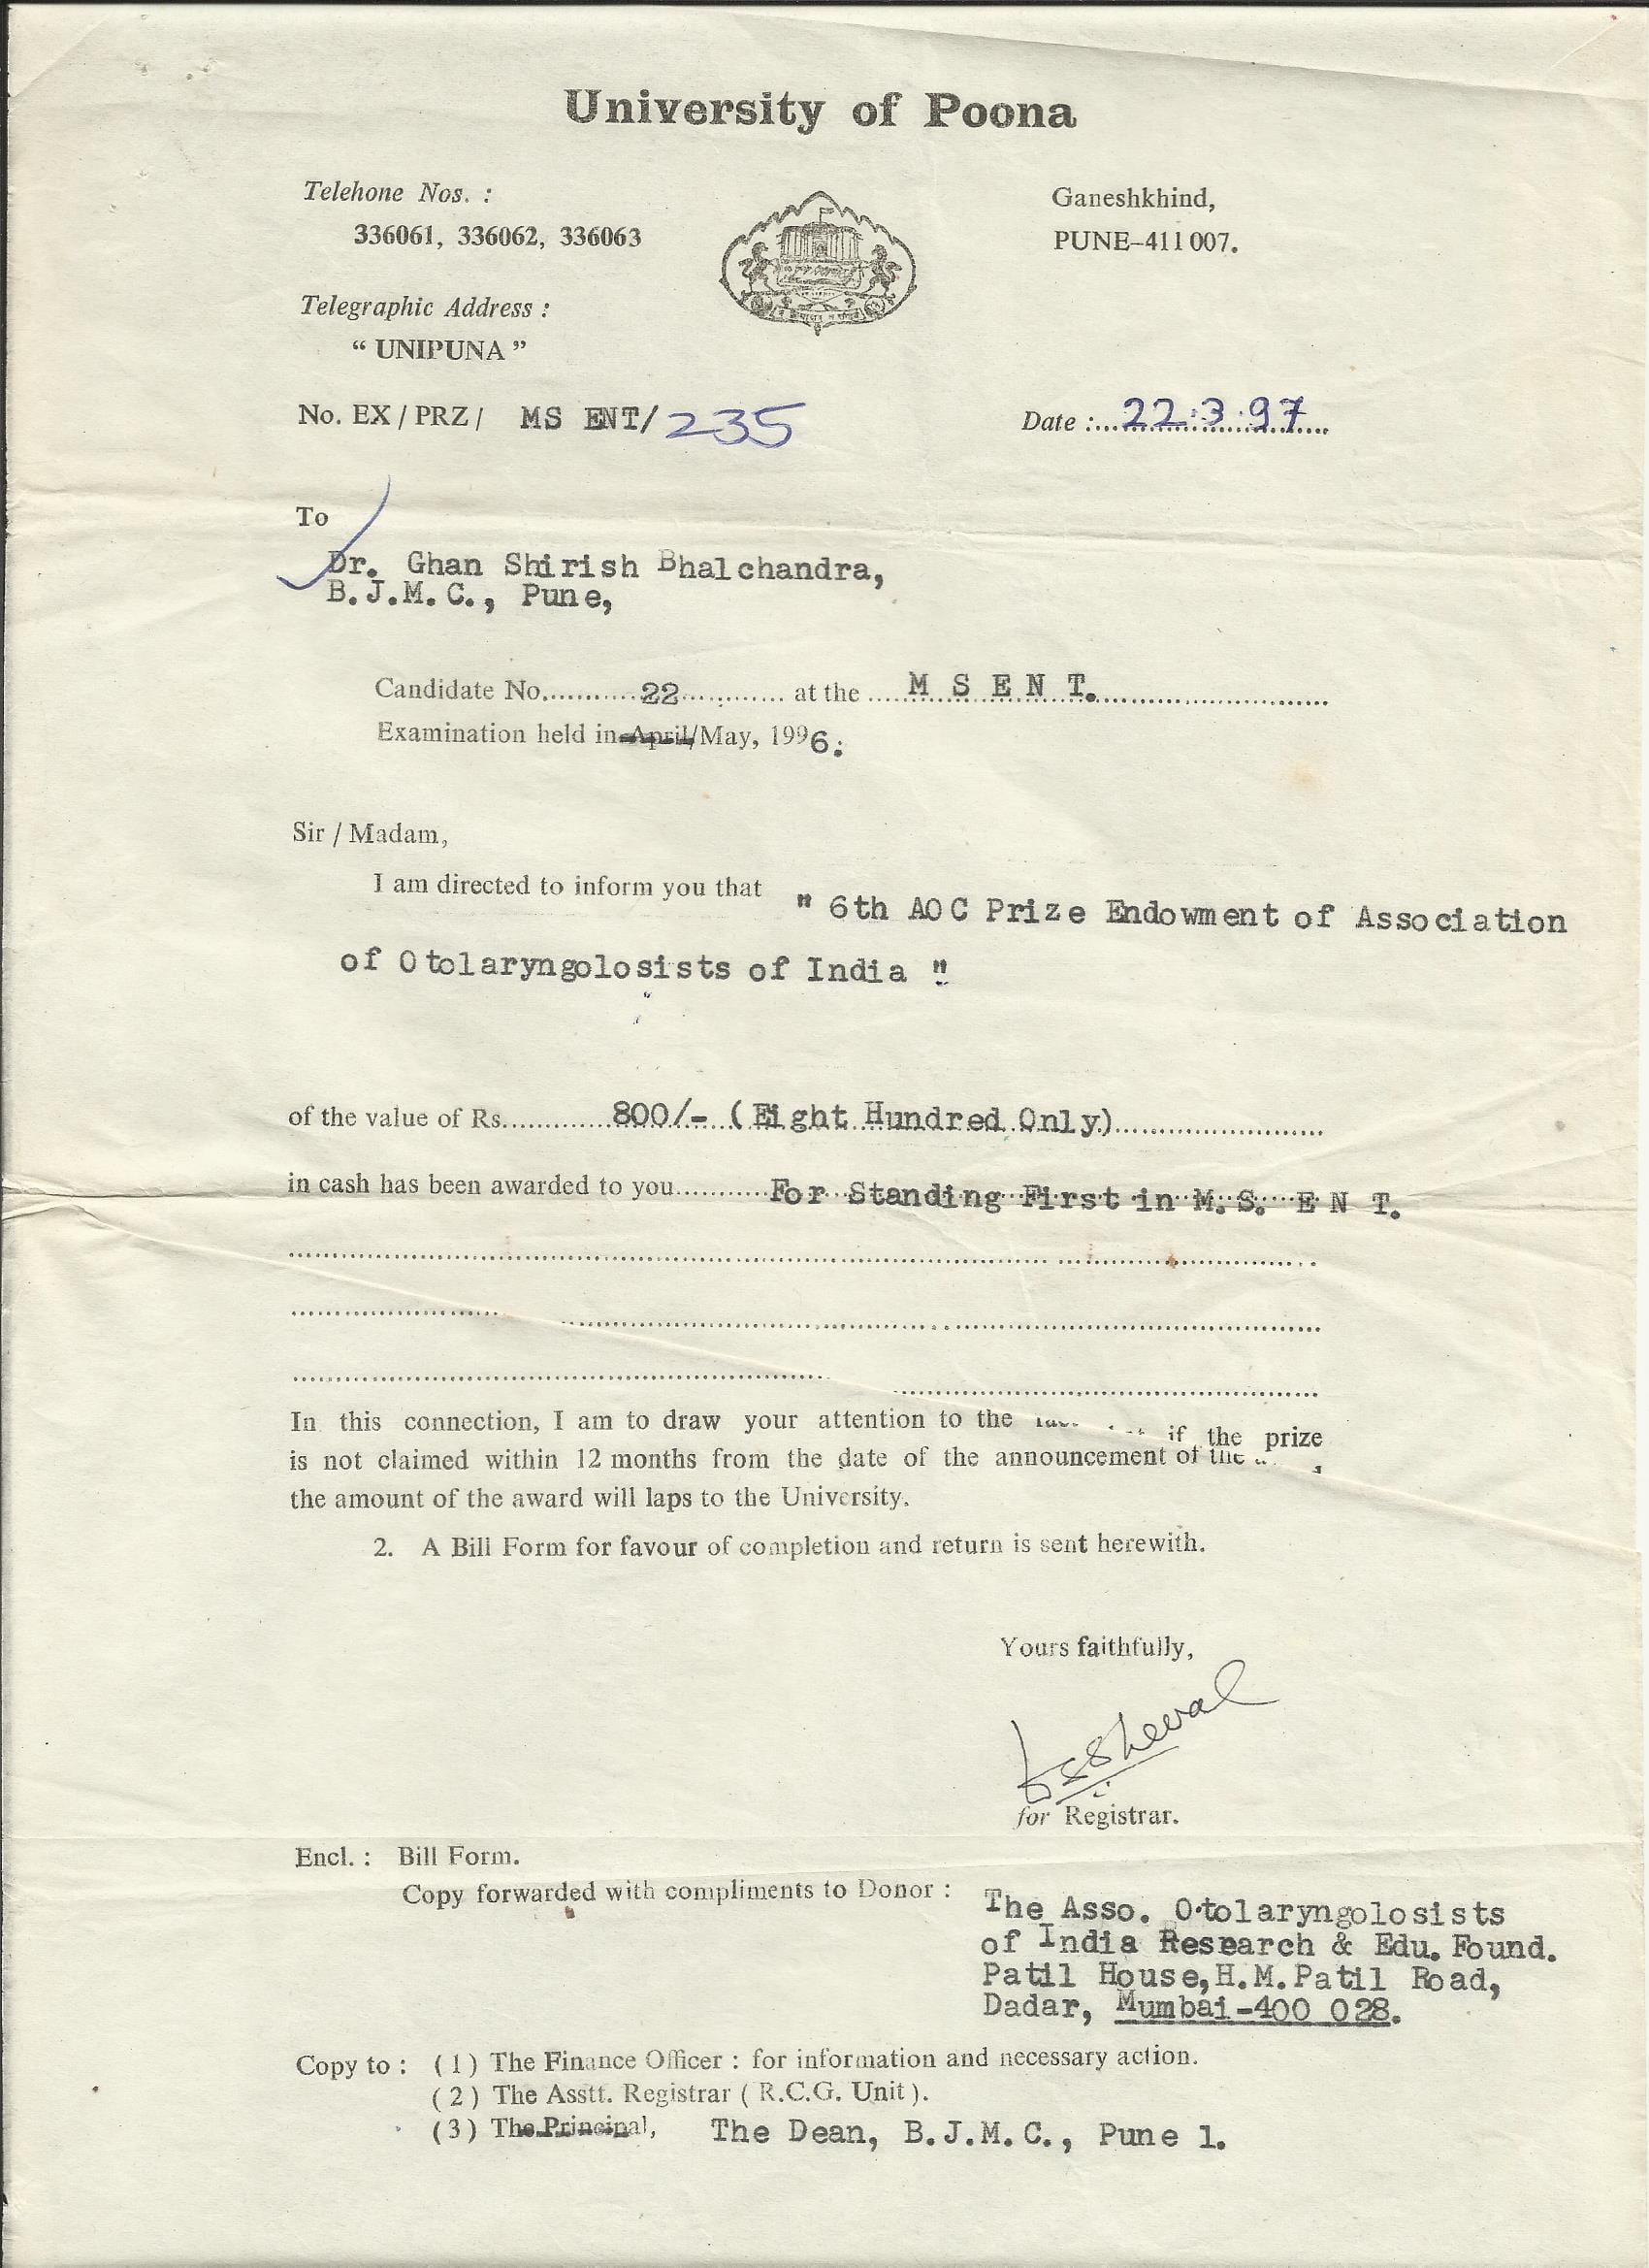 University of Poona
Telehone Nos. :
336061, 336062, 336063
Ganeshkhind,
PUNE-411 007.
Telegraphic Address :
" UNIPUNA "
No. EX / PRZ / MS ENT/235
Date : 22.3.97
To
Dr. Ghan Shirish Bhalchandra,
B.J.M.C., Pune,
Candidate No. 22 at the M S E N T.
Examination held in April/May, 1996.
Sir / Madam,
I am directed to inform you that " 6th AOC Prize Endowment of Association
of Otolaryngolosists of India "
of the value of Rs. 800/- (Eight Hundred Only)
in cash has been awarded to you For Standing First in M.S. E N T.
In this connection, I am to draw your attention to the if the prize
is not claimed within 12 months from the date of the announcement of the
the amount of the award will laps to the University.
2. A Bill Form for favour of completion and return is sent herewith.
Yours faithfully,
for Registrar.
Encl. : Bill Form.
Copy forwarded with compliments to Donor :
The Asso. Otolaryngolosists
of India Research & Edu. Found.
Patil House, H.M. Patil Road,
Dadar, Mumbai-400 028.
Copy to : (1) The Finance Officer : for information and necessary action.
(2) The Asstt. Registrar ( R.C.G. Unit ).
(3) The Principal, The Dean, B.J.M.C., Pune 1.